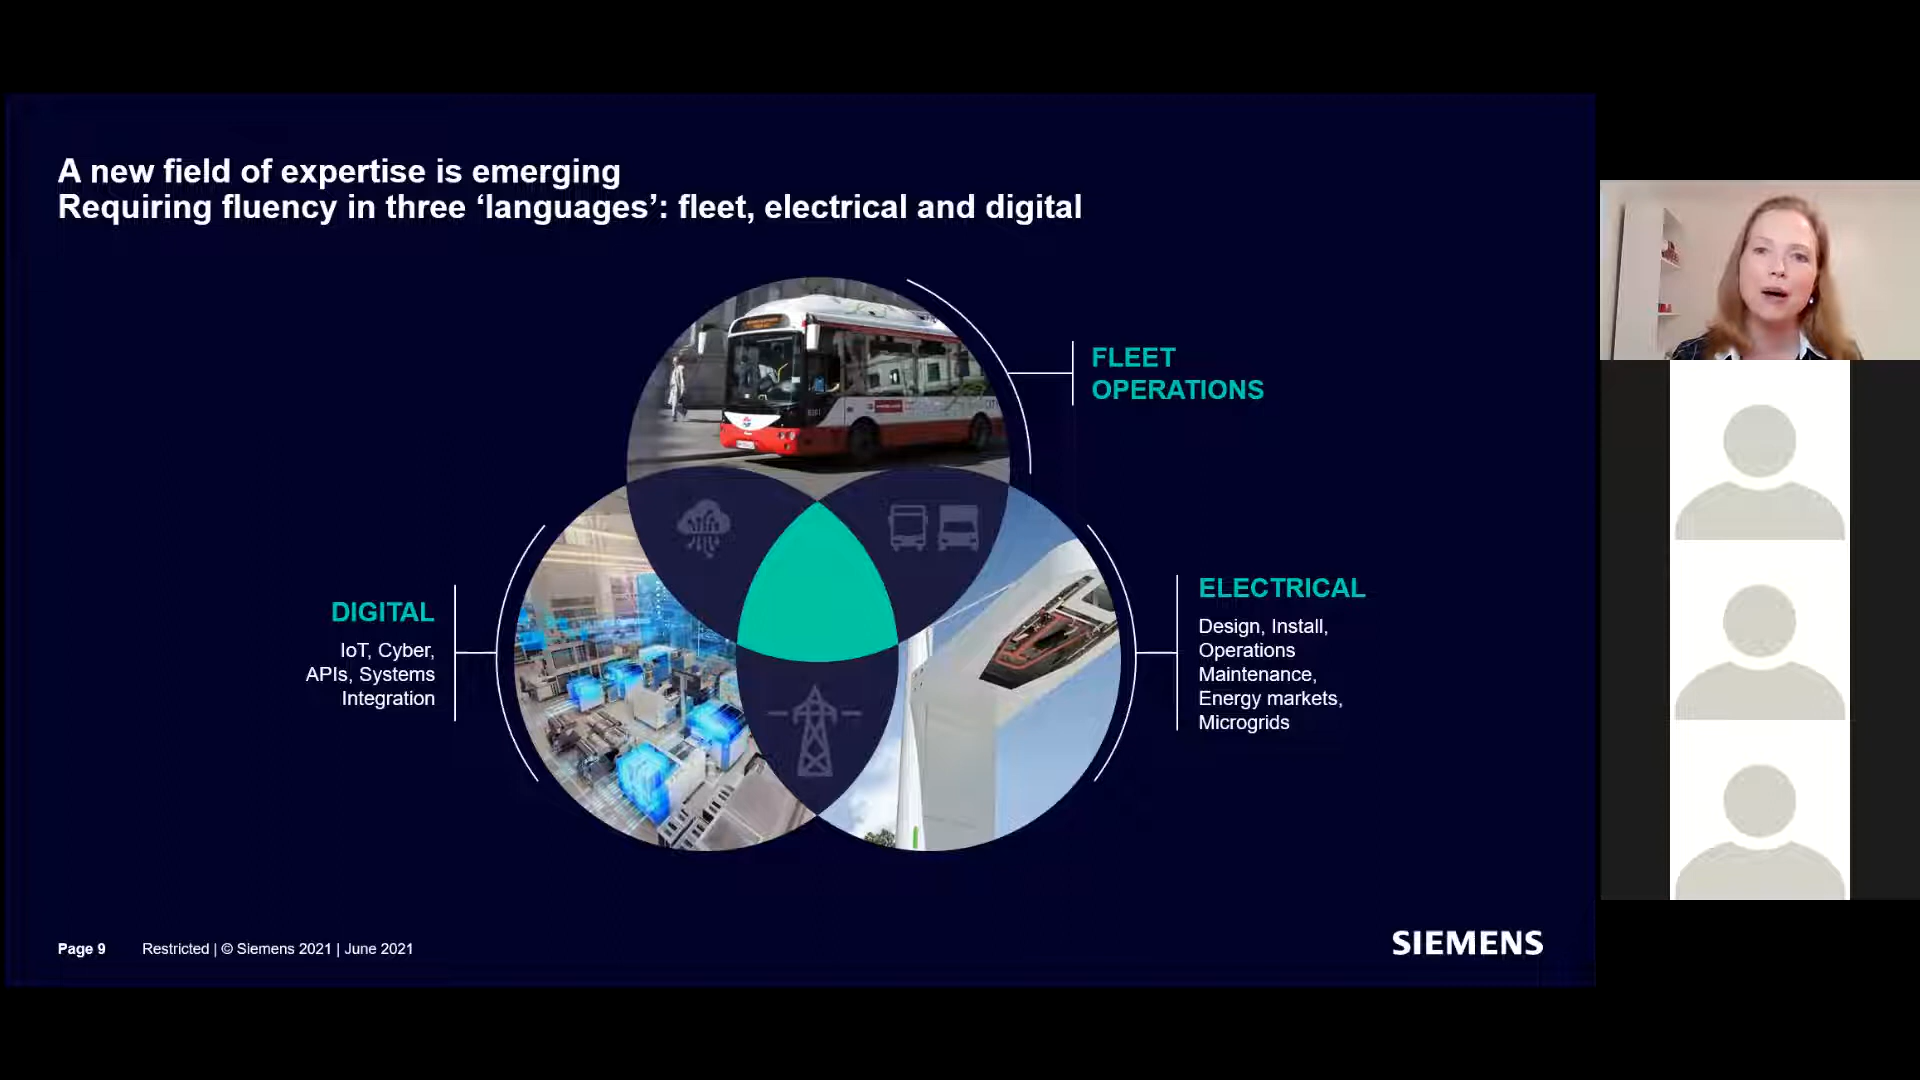 A new field of expertise is emerging
Requiring fluency in three ‘languages’: fleet, electrical and digital
FLEET
OPERATIONS
DIGITAL
IoT, Cyber,
APIs, Systems
Integration
ELECTRICAL
Design, Install,
Operations
Maintenance,
Energy markets,
Microgrids
Page 9
Restricted | © Siemens 2021 | June 2021
SIEMENS